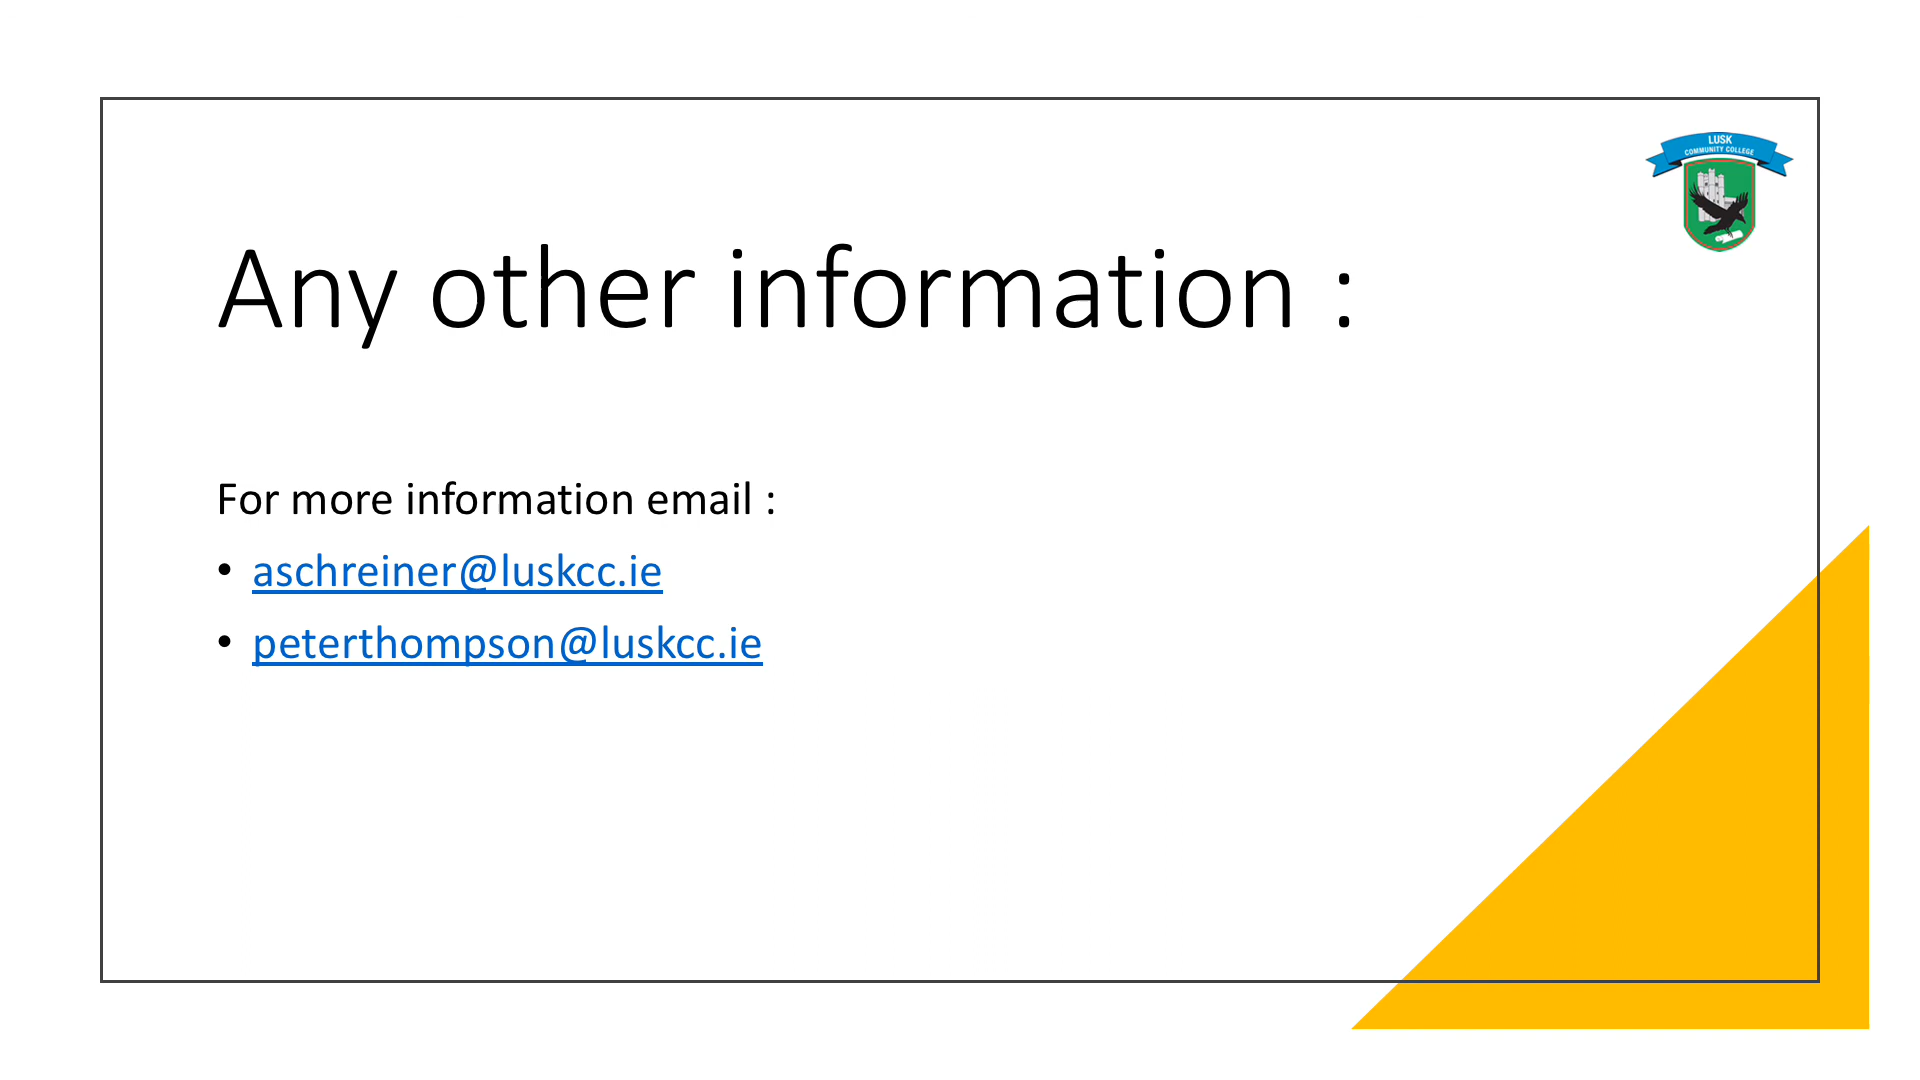 LUSK
COMMUNITY COLLEGE
Any other information :
For more information email :
• aschreiner@luskcc.ie
• peterthompson@luskcc.ie